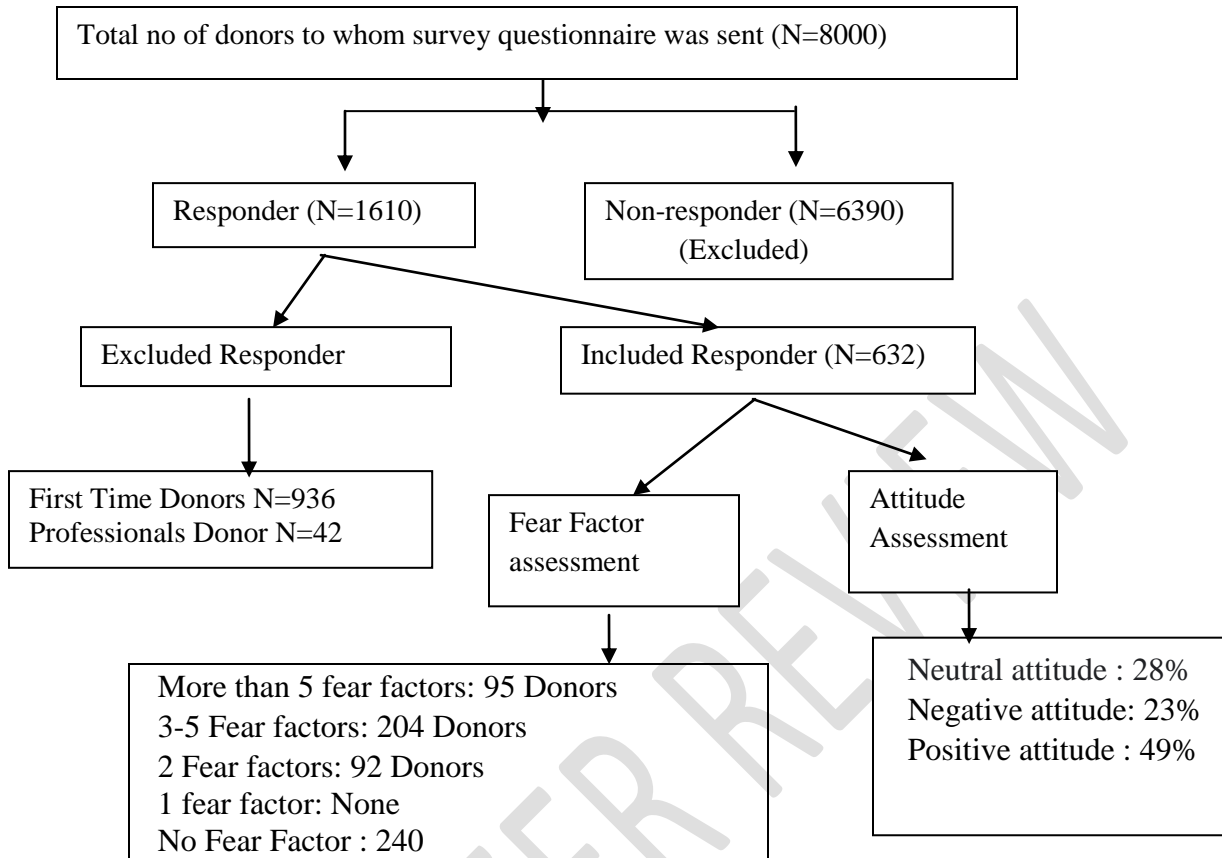 Total no of donors to whom survey questionnaire was sent (N=8000)
Responder (N=1610)
Non-responder (N=6390)
(Excluded)
Excluded Responder
Included Responder (N=632)
First Time Donors N=936
Professionals Donor N=42
Fear Factor
assessment
Attitude
Assessment
More than 5 fear factors: 95 Donors
3-5 Fear factors: 204 Donors
2 Fear factors: 92 Donors
1 fear factor: None
No Fear Factor : 240
Neutral attitude : 28%
Negative attitude: 23%
Positive attitude : 49%
ER REVIEW